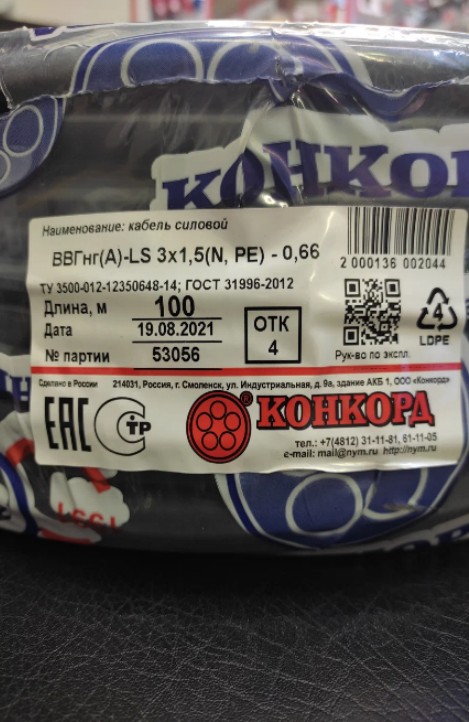 КОНКОР
Наименование: кабель силовой
ВВГнг(А)-LS 3х1,5(N, PE) - 0,66
2 000136 002044
ТУ 3500-012-12350648-14; ГОСТ 31996-2012
Длина, м 100
Дата 19.08.2021
№ партии 53056
ОТК
4
Рук-во по экспл.
4
LDPE
Сделано в России 214031, Россия, г. Смоленск, ул. Индустриальная, д. 9а, здание АКБ 1, ООО «Конкорд»
ЕАС
С ТР
® КОНКОРД
тел.: +7(4812) 31-11-81, 61-11-05
e-mail: mail@nym.ru http://nym.ru
1991